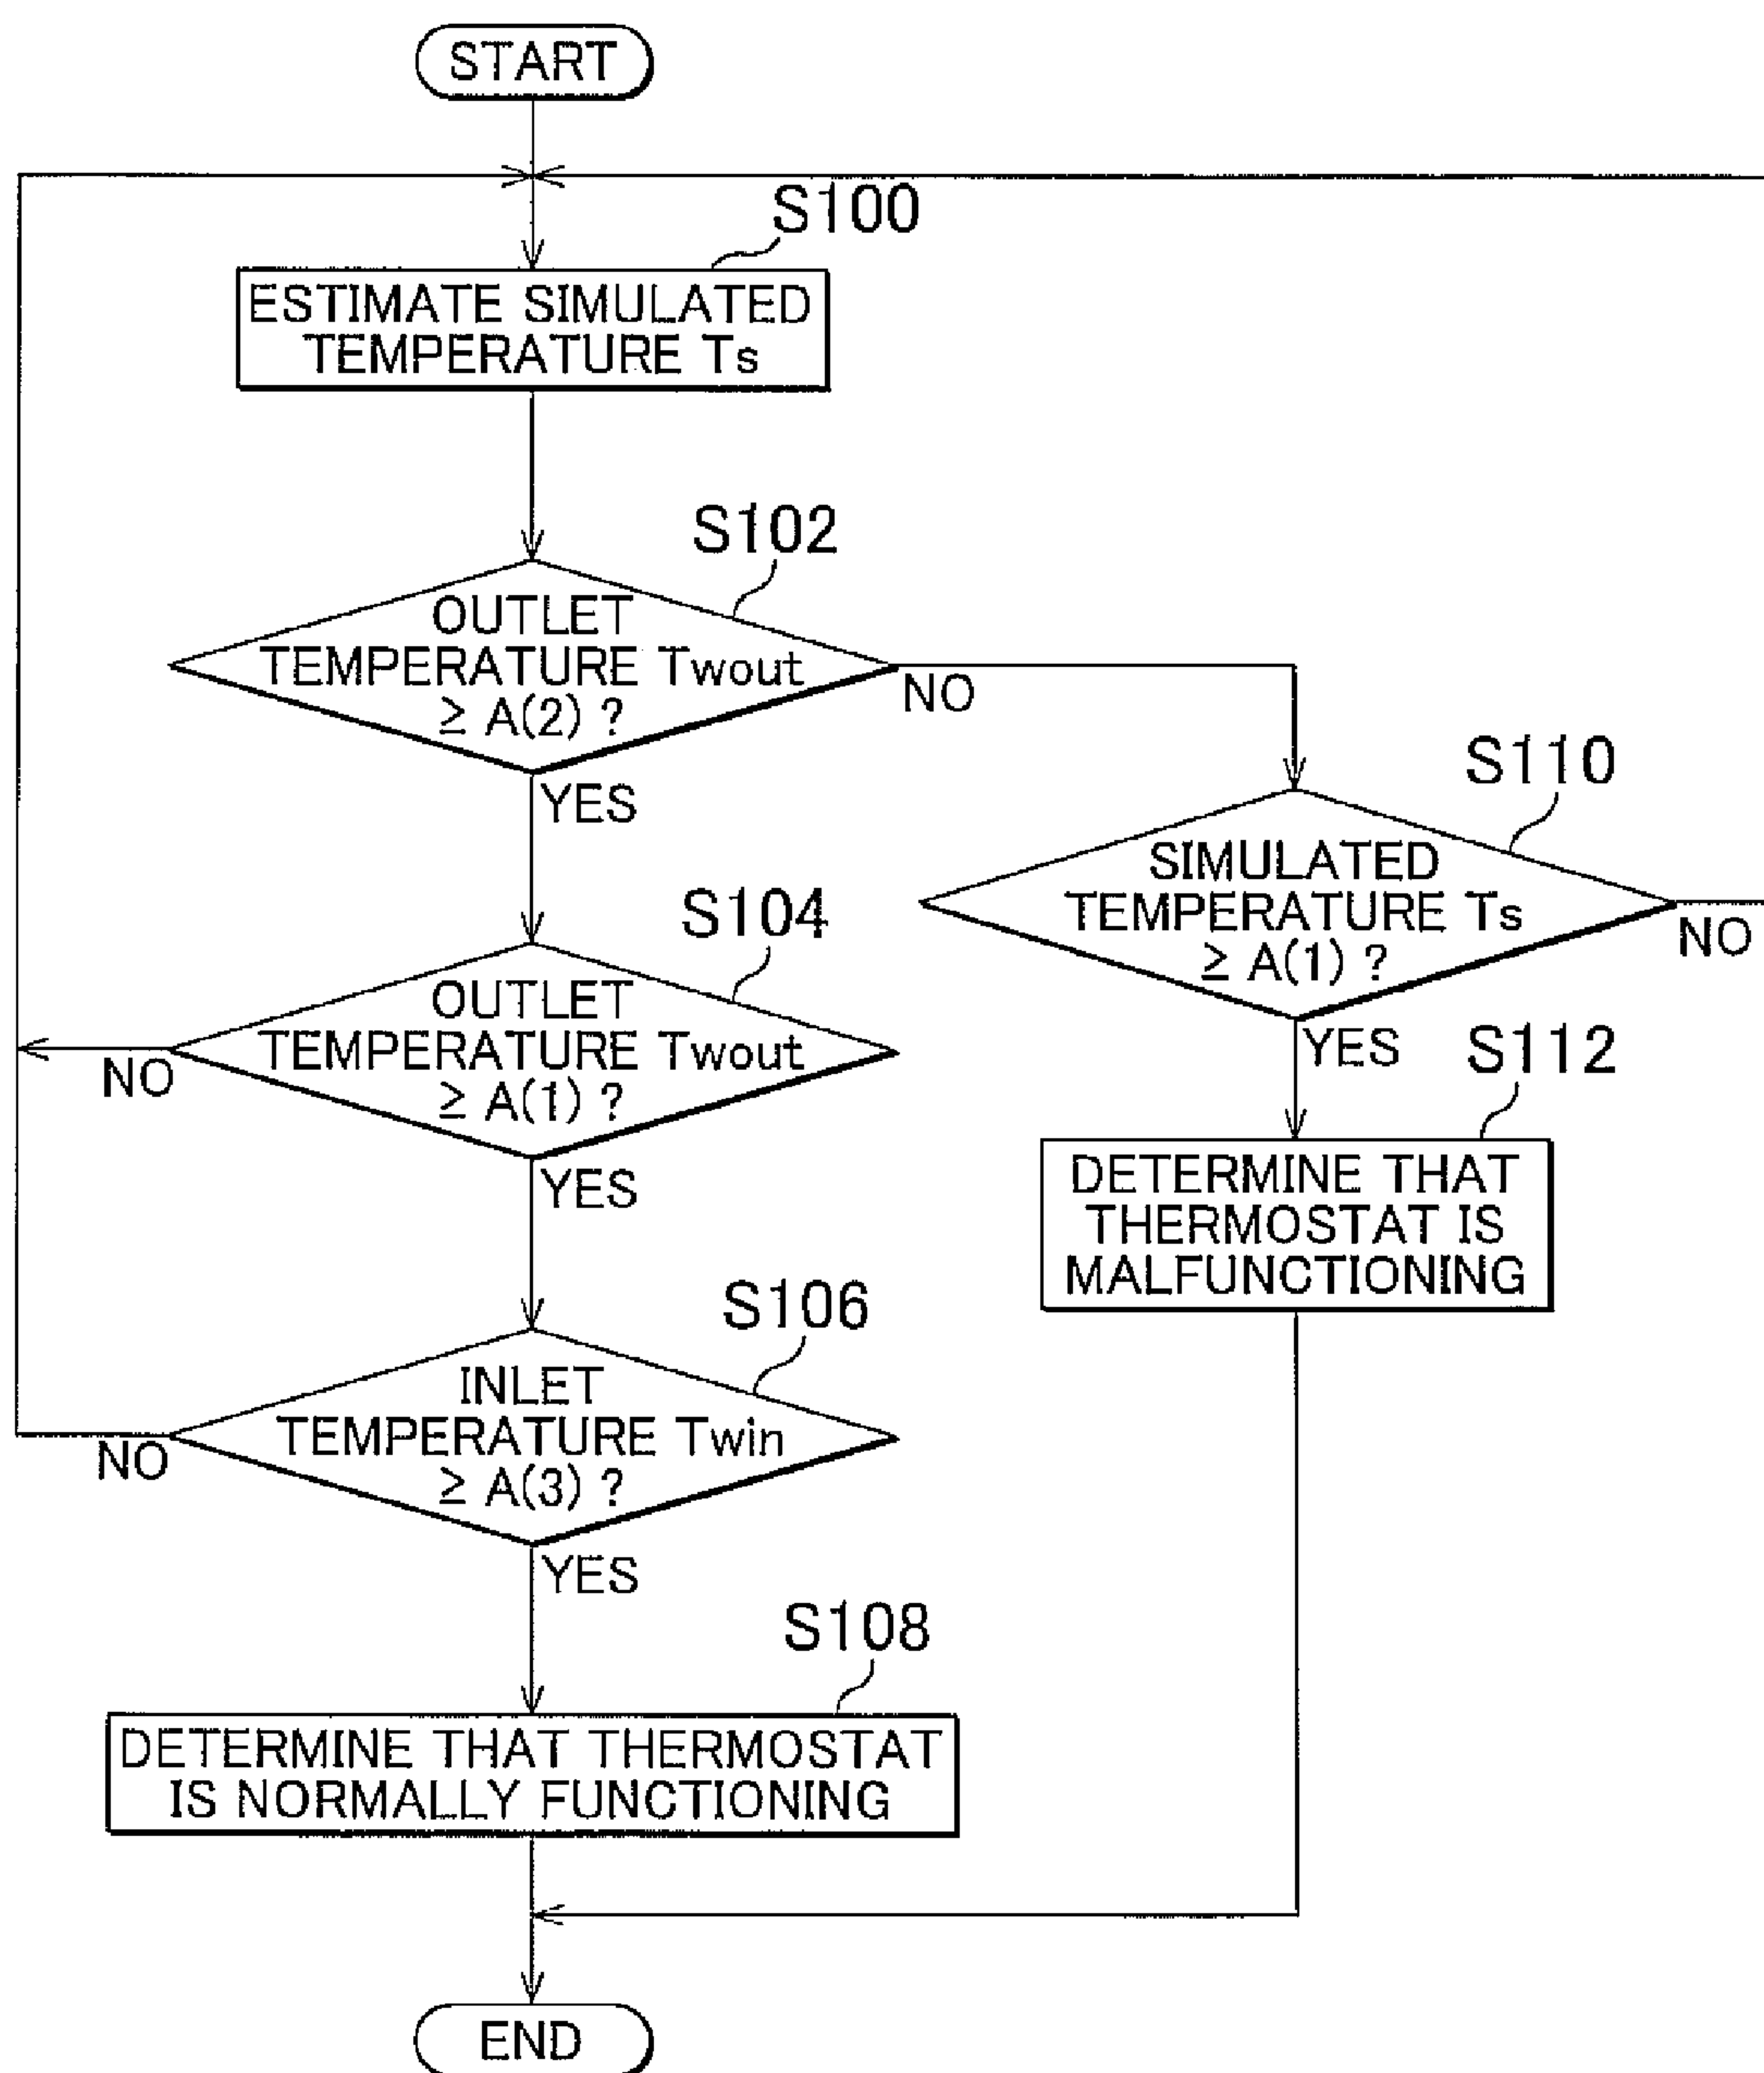 START
S100
ESTIMATE SIMULATED
TEMPERATURE Ts
S102
OUTLET
TEMPERATURE Twout
≥ A(2) ?
NO
YES
S110
SIMULATED
TEMPERATURE Ts
≥ A(1) ?
NO
YES
S104
OUTLET
TEMPERATURE Twout
≥ A(1) ?
NO
YES
S112
DETERMINE THAT
THERMOSTAT IS
MALFUNCTIONING
S106
INLET
TEMPERATURE Twin
≥ A(3) ?
NO
YES
S108
DETERMINE THAT THERMOSTAT
IS NORMALLY FUNCTIONING
END